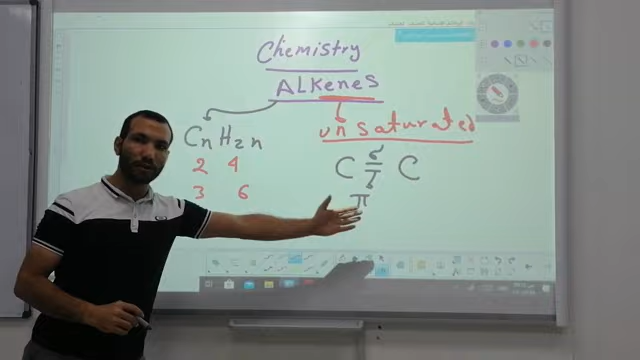 Chemistry
ALKenes
CnH2n
unsaturated
2 4
3 6
C = C
σ
π